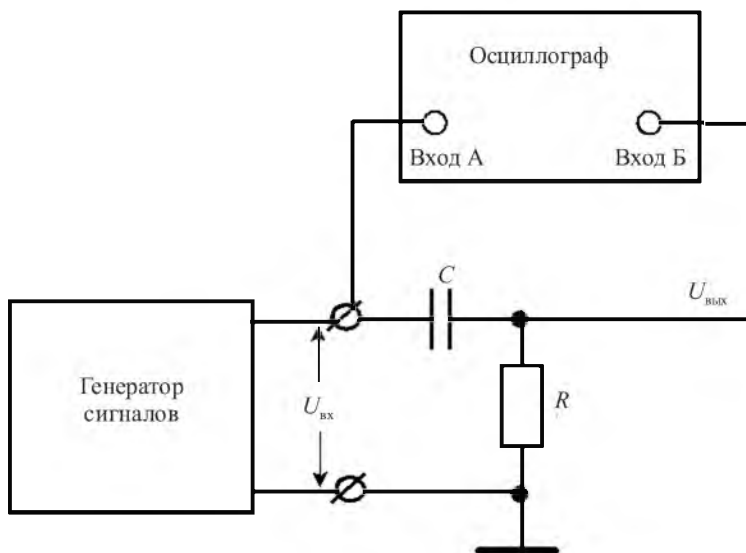 Осциллограф
Вход А
Вход Б
C
Uвых
Генератор
сигналов
Uвх
R